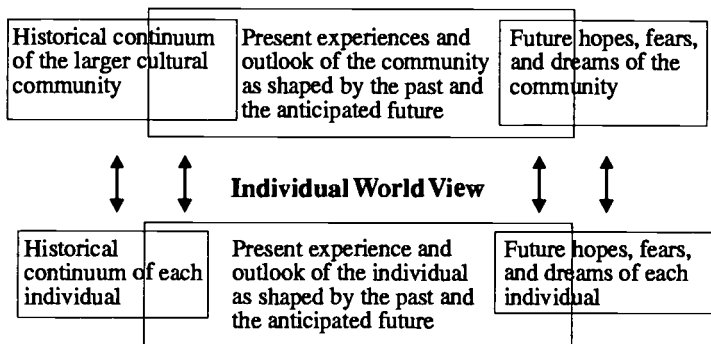 Historical continuum
of the larger cultural
community
Present experiences and
outlook of the community
as shaped by the past and
the anticipated future
Future hopes, fears,
and dreams of the
community
Individual World View
Historical
continuum of each
individual
Present experience and
outlook of the individual
as shaped by the past and
the anticipated future
Future hopes, fears,
and dreams of each
individual